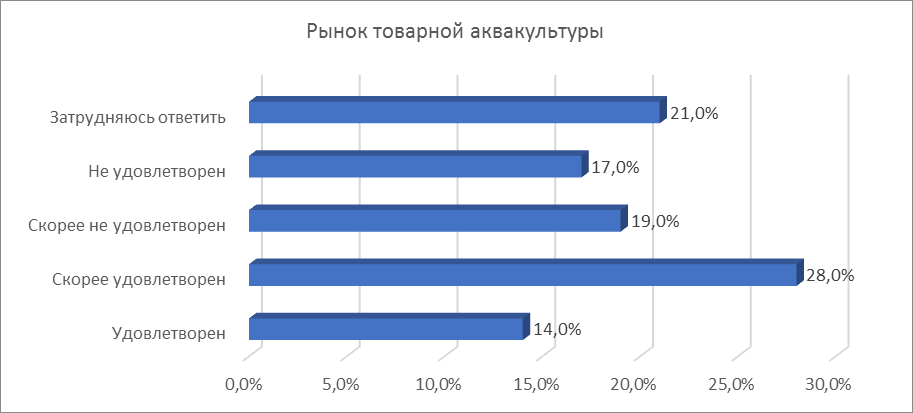 Рынок товарной аквакультуры
Затрудняюсь ответить
21,0%
Не удовлетворен
17,0%
Скорее не удовлетворен
19,0%
Скорее удовлетворен
28,0%
Удовлетворен
14,0%
0,0% 5,0% 10,0% 15,0% 20,0% 25,0% 30,0%